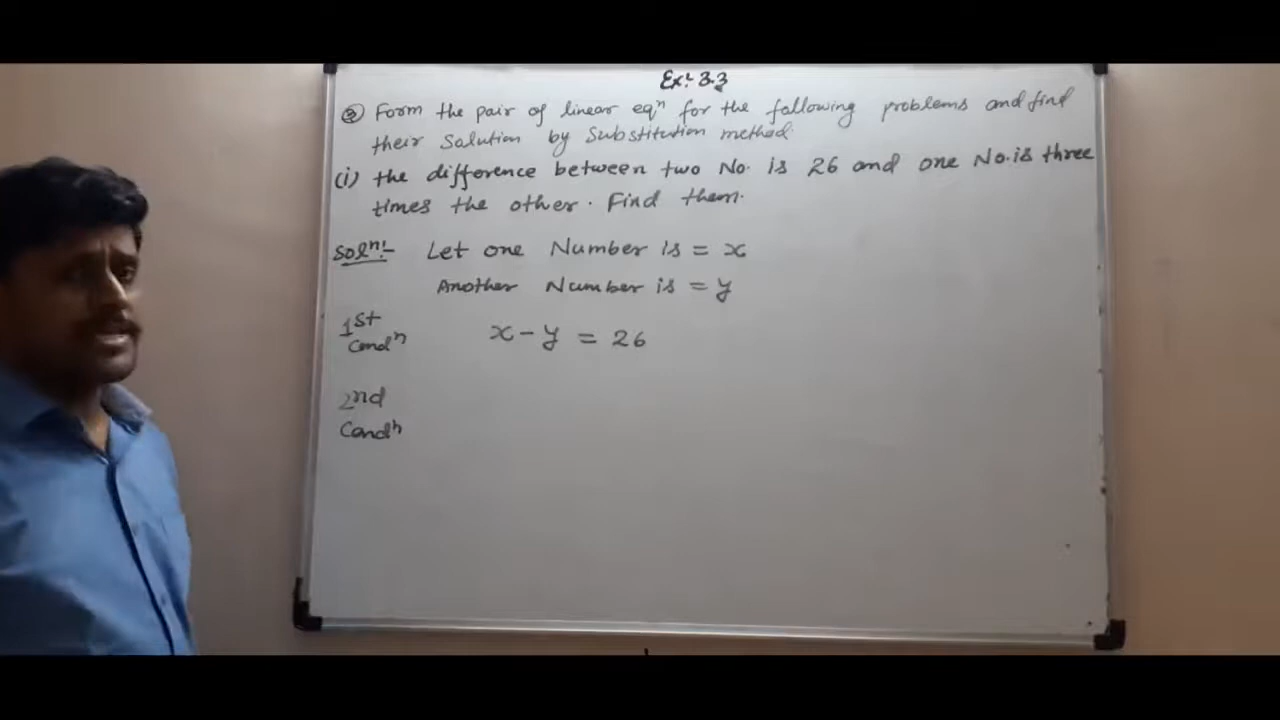 Ex:- 3.3
③ Form the pair of linear eqⁿ for the following problems and find
their solution by substitution method.
(i) the difference between two No. is 26 and one No. is three
times the other. Find them.
Solⁿ:- Let one Number is = x
Another Number is = y
1st
Condⁿ x - y = 26
2nd
Condⁿ